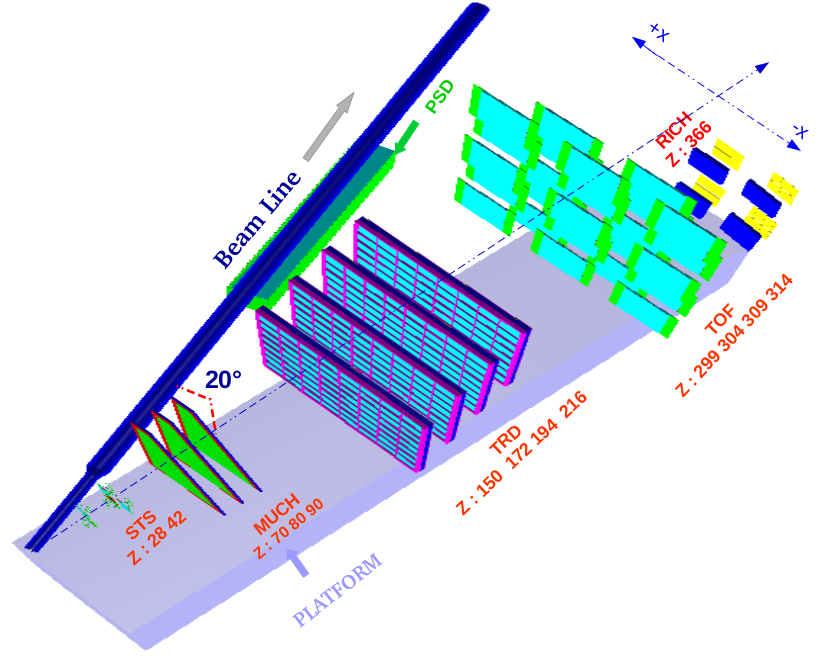 +x
-x
PSD
Beam Line
RICH
Z : 366
20°
TOF
Z : 299 304 309 314
TRD
Z : 150 172 194 216
STS
Z : 28 42
MUCH
Z : 70 80 90
PLATFORM